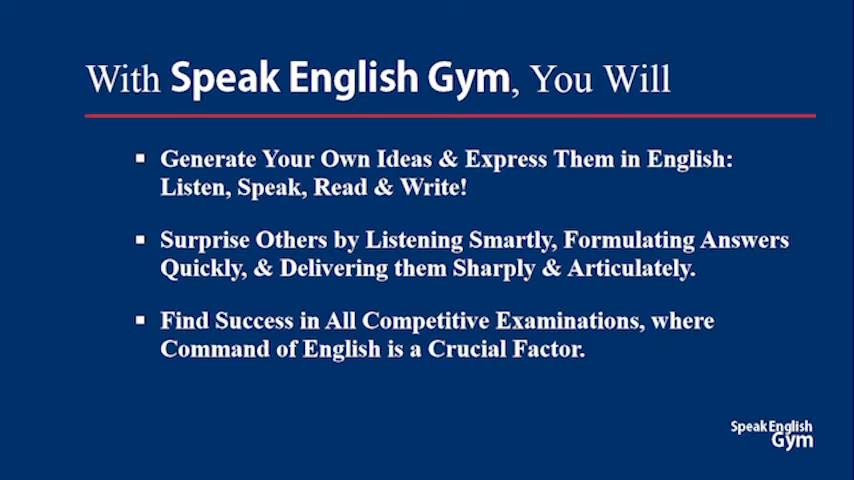 With Speak English Gym, You Will
▪ Generate Your Own Ideas & Express Them in English:
Listen, Speak, Read & Write!
▪ Surprise Others by Listening Smartly, Formulating Answers
Quickly, & Delivering them Sharply & Articulately.
▪ Find Success in All Competitive Examinations, where
Command of English is a Crucial Factor.
Speak English
Gym